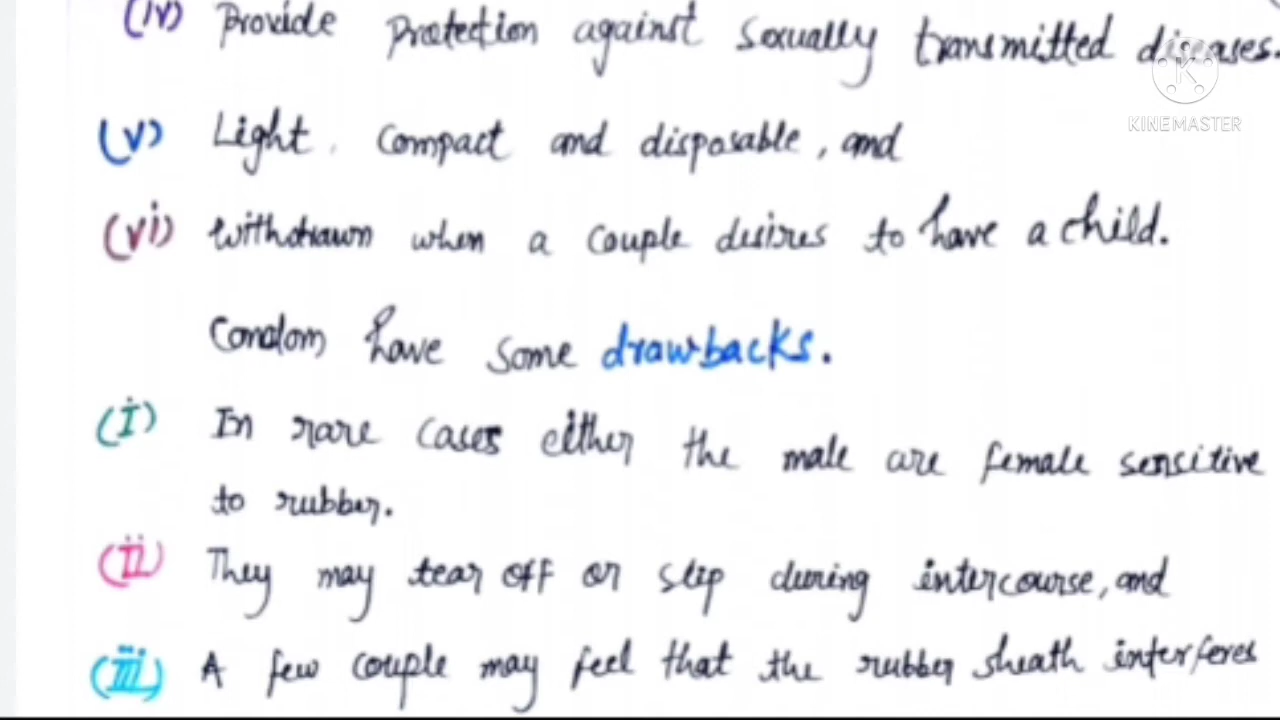 (iv) Provide Protection against sexually transmitted diseases.
KINEMASTER
(v) Light, compact and disposable, and
(vi) withdrawn when a couple desires to have a child.
Condom have some drawbacks.
(i) In rare cases either the male are female sensitive
to rubber.
(ii) They may tear off or slip during intercourse, and
(iii) A few couple may feel that the rubber sheath interferes